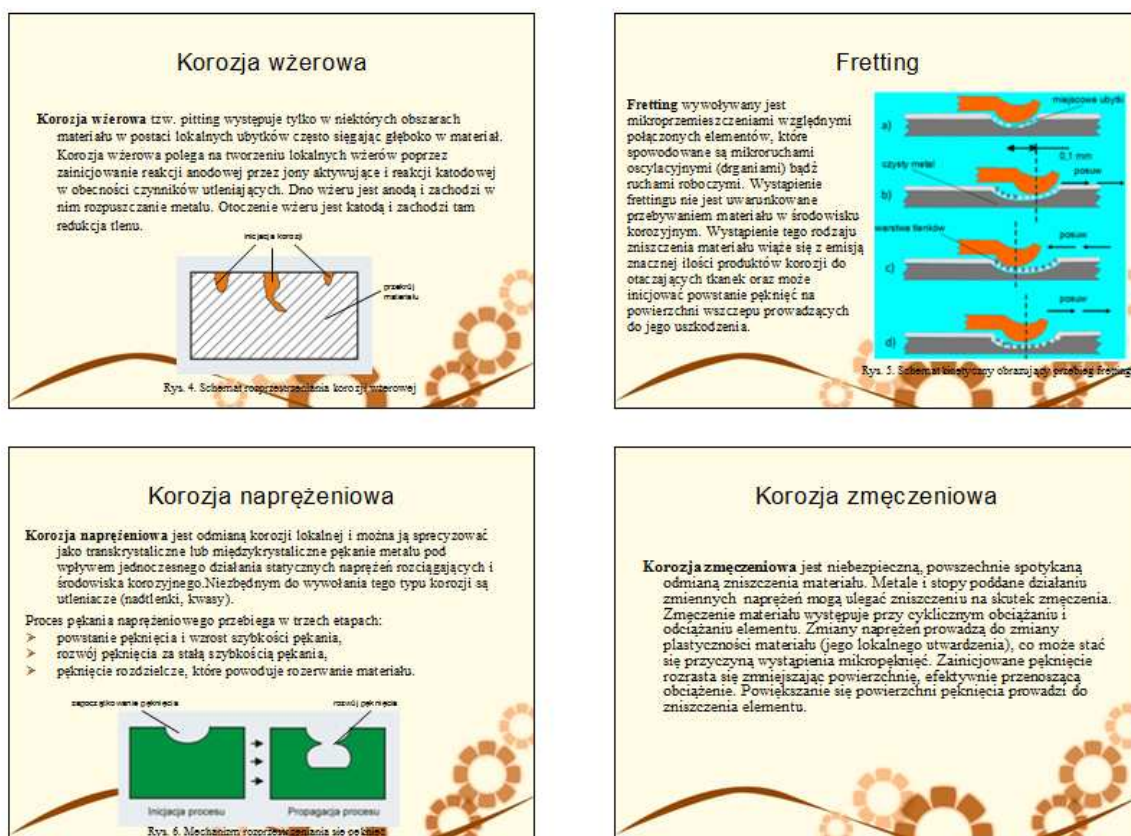 Korozja wżerowa
Korozja wżerowa tzw. pitting występuje tylko w niektórych obszarach
materiału w postaci lokalnych ubytków często sięgając głęboko w materiał.
Korozja wżerowa polega na tworzeniu lokalnych wżerów poprzez
zainicjowanie reakcji anodowej przez jony aktywujące i reakcji katodowej
w obecności czynników utleniających. Dno wżeru jest anodą i zachodzi w
nim rozpuszczanie metalu. Otoczenie wżeru jest katodą i zachodzi tam
redukcja tlenu.
inicjacja korozji
przekrój
materiału
Rys. 4. Schemat rozprzestrzeniania korozji wżerowej
Fretting
Fretting wywoływany jest
mikroprzemieszczeniami względnymi
połączonych elementów, które
spowodowane są mikroruchami
oscylacyjnymi (drganiami) bądź
ruchami roboczymi. Wystąpienie
frettingu nie jest uwarunkowane
przebywaniem materiału w środowisku
korozyjnym. Wystąpienie tego rodzaju
zniszczenia materiału wiąże się z emisją
znacznej ilości produktów korozji do
otaczających tkanek oraz może
inicjować powstanie pęknięć na
powierzchni wszczepu prowadzących
do jego uszkodzenia.
miejscowe ubytki
a)
0,1 mm
czysty metal
posuw
b)
warstwa tlenków
posuw
c)
posuw
d)
Rys. 5. Schemat kinetyczny obrazujący przebieg fretting
Korozja naprężeniowa
Korozja naprężeniowa jest odmianą korozji lokalnej i można ją sprecyzować
jako transkrystaliczne lub międzykrystaliczne pękanie metalu pod
wpływem jednoczesnego działania statycznych naprężeń rozciągających i
środowiska korozyjnego.Niezbędnym do wywołania tego typu korozji są
utleniacze (nadtlenki, kwasy).
Proces pękania naprężeniowego przebiega w trzech etapach:
➢ powstanie pęknięcia i wzrost szybkości pękania,
➢ rozwój pęknięcia za stałą szybkością pękania,
➢ pęknięcie rozdzielcze, które powoduje rozerwanie materiału.
zapoczątkowanie pęknięcia
rozwój pęknięcia
Inicjacja procesu
Propagacja procesu
Rys. 6. Mechanizm rozprzestrzeniania się pęknięć
Korozja zmęczeniowa
Korozja zmęczeniowa jest niebezpieczną, powszechnie spotykaną
odmianą zniszczenia materiału. Metale i stopy poddane działaniu
zmiennych naprężeń mogą ulegać zniszczeniu na skutek zmęczenia.
Zmęczenie materiału występuje przy cyklicznym obciążaniu i
odciążaniu elementu. Zmiany naprężeń prowadzą do zmiany
plastyczności materiału (jego lokalnego utwardzenia), co może stać
się przyczyną wystąpienia mikropęknięć. Zainicjowane pęknięcie
rozrasta się zmniejszając powierzchnię, efektywnie przenoszącą
obciążenie. Powiększanie się powierzchni pęknięcia prowadzi do
zniszczenia elementu.